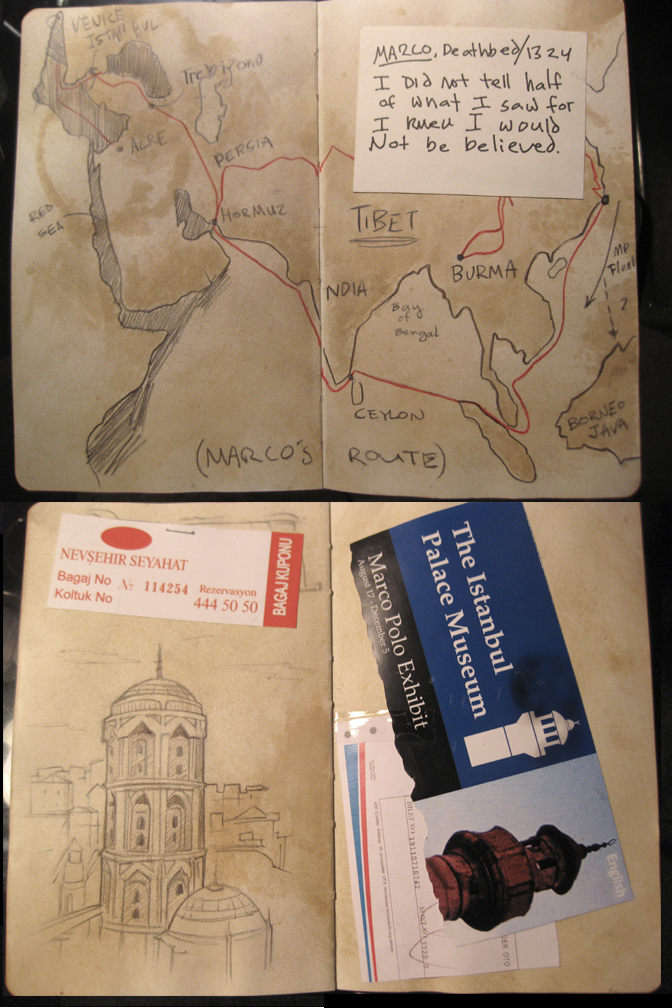 VENICE
ISTANBUL
Trebizond
ACRE
PERSIA
RED
SEA
HORMUZ
MARCO, Deathbed/1324
I Did not tell half
of what I saw for
I knew I would
Not be believed.
TIBET
BURMA
INDIA
Bay
of
Bengal
CEYLON
MP
Fleet
?
BORNEO
JAVA
(MARCO'S ROUTE)
NEVŞEHİR SEYAHAT
Bagaj No № 114254
Koltuk No
Rezervasyon
444 50 50
BAGAJ KUPONU
The Istanbul
Palace Museum
Marco Polo Exhibit
August 17 - December 5
English